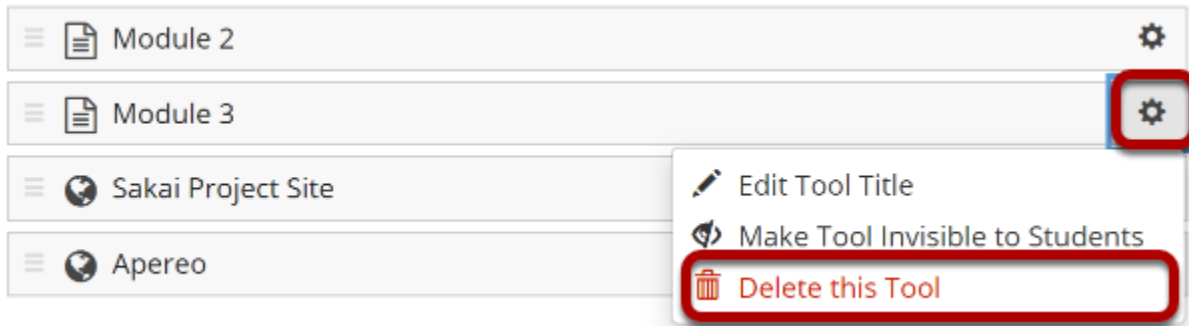 Module 2
Module 3
Sakai Project Site
Edit Tool Title
Make Tool Invisible to Students
Apereo
Delete this Tool